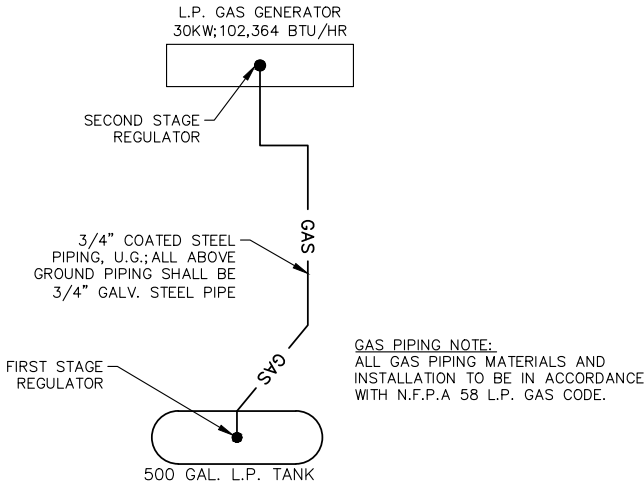 L.P. GAS GENERATOR
30KW;102,364 BTU/HR
SECOND STAGE
REGULATOR
GAS
3/4" COATED STEEL
PIPING, U.G.;ALL ABOVE
GROUND PIPING SHALL BE
3/4" GALV. STEEL PIPE
GAS PIPING NOTE:
ALL GAS PIPING MATERIALS AND
INSTALLATION TO BE IN ACCORDANCE
WITH N.F.P.A 58 L.P. GAS CODE.
GAS
FIRST STAGE
REGULATOR
500 GAL. L.P. TANK